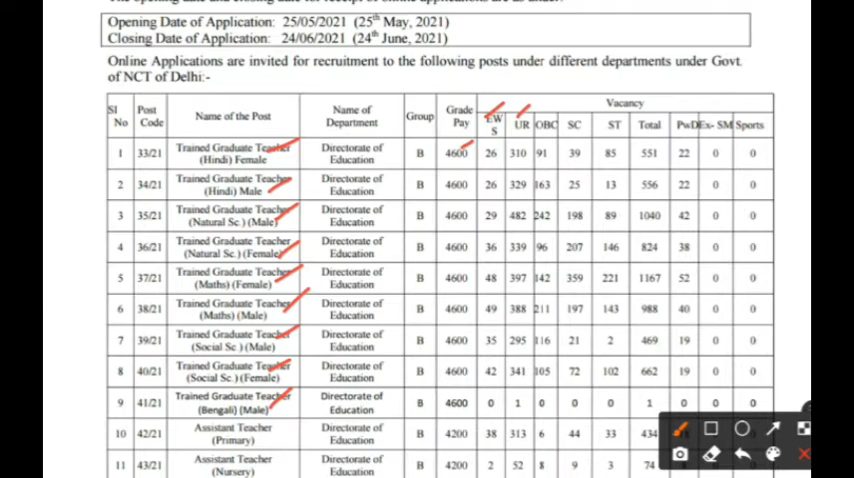 Opening Date of Application: 25/05/2021 (25th May, 2021)
Closing Date of Application: 24/06/2021 (24th June, 2021)
Online Applications are invited for recruitment to the following posts under different departments under Govt.
of NCT of Delhi:-
Sl No Post Code Name of the Post Name of Department Group Grade Pay Vacancy
EWS UR OBC SC ST Total PwD Ex- SM Sports
1 33/21 Trained Graduate Teacher (Hindi) Female Directorate of Education B 4600 26 310 91 39 85 551 22 0 0
2 34/21 Trained Graduate Teacher (Hindi) Male Directorate of Education B 4600 26 329 163 25 13 556 22 0 0
3 35/21 Trained Graduate Teacher (Natural Sc.) (Male) Directorate of Education B 4600 29 482 242 198 89 1040 42 0 0
4 36/21 Trained Graduate Teacher (Natural Sc.) (Female) Directorate of Education B 4600 36 339 96 207 146 824 38 0 0
5 37/21 Trained Graduate Teacher (Maths) (Female) Directorate of Education B 4600 48 397 142 359 221 1167 52 0 0
6 38/21 Trained Graduate Teacher (Maths) (Male) Directorate of Education B 4600 49 388 211 197 143 988 40 0 0
7 39/21 Trained Graduate Teacher (Social Sc.) (Male) Directorate of Education B 4600 35 295 116 21 2 469 19 0 0
8 40/21 Trained Graduate Teacher (Social Sc.) (Female) Directorate of Education B 4600 42 341 105 72 102 662 19 0 0
9 41/21 Trained Graduate Teacher (Bengali) (Male) Directorate of Education B 4600 0 1 0 0 0 1 0 0 0
10 42/21 Assistant Teacher (Primary) Directorate of Education B 4200 38 313 6 44 33 434
11 43/21 Assistant Teacher (Nursery) Directorate of Education B 4200 2 52 8 9 3 74